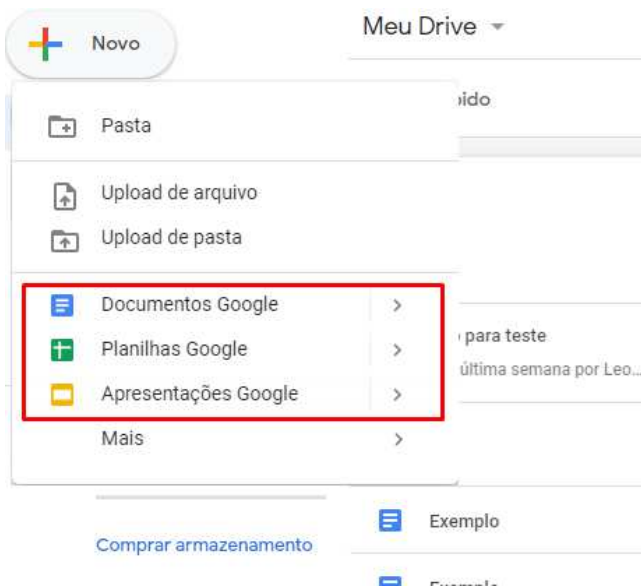 Novo
Meu Drive
Pasta
Upload de arquivo
Upload de pasta
Documentos Google
Planilhas Google
Apresentações Google
Mais
para teste
última semana por Leo...
Exemplo
Comprar armazenamento